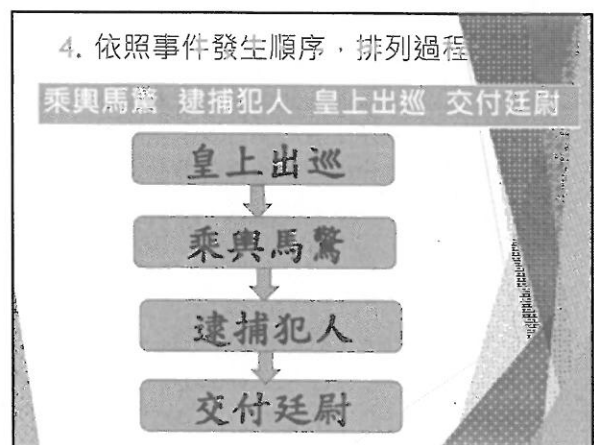 4. 依照事件發生順序，排列過程
乘輿馬驚 逮捕犯人 皇上出巡 交付廷尉
皇上出巡
乘輿馬驚
逮捕犯人
交付廷尉